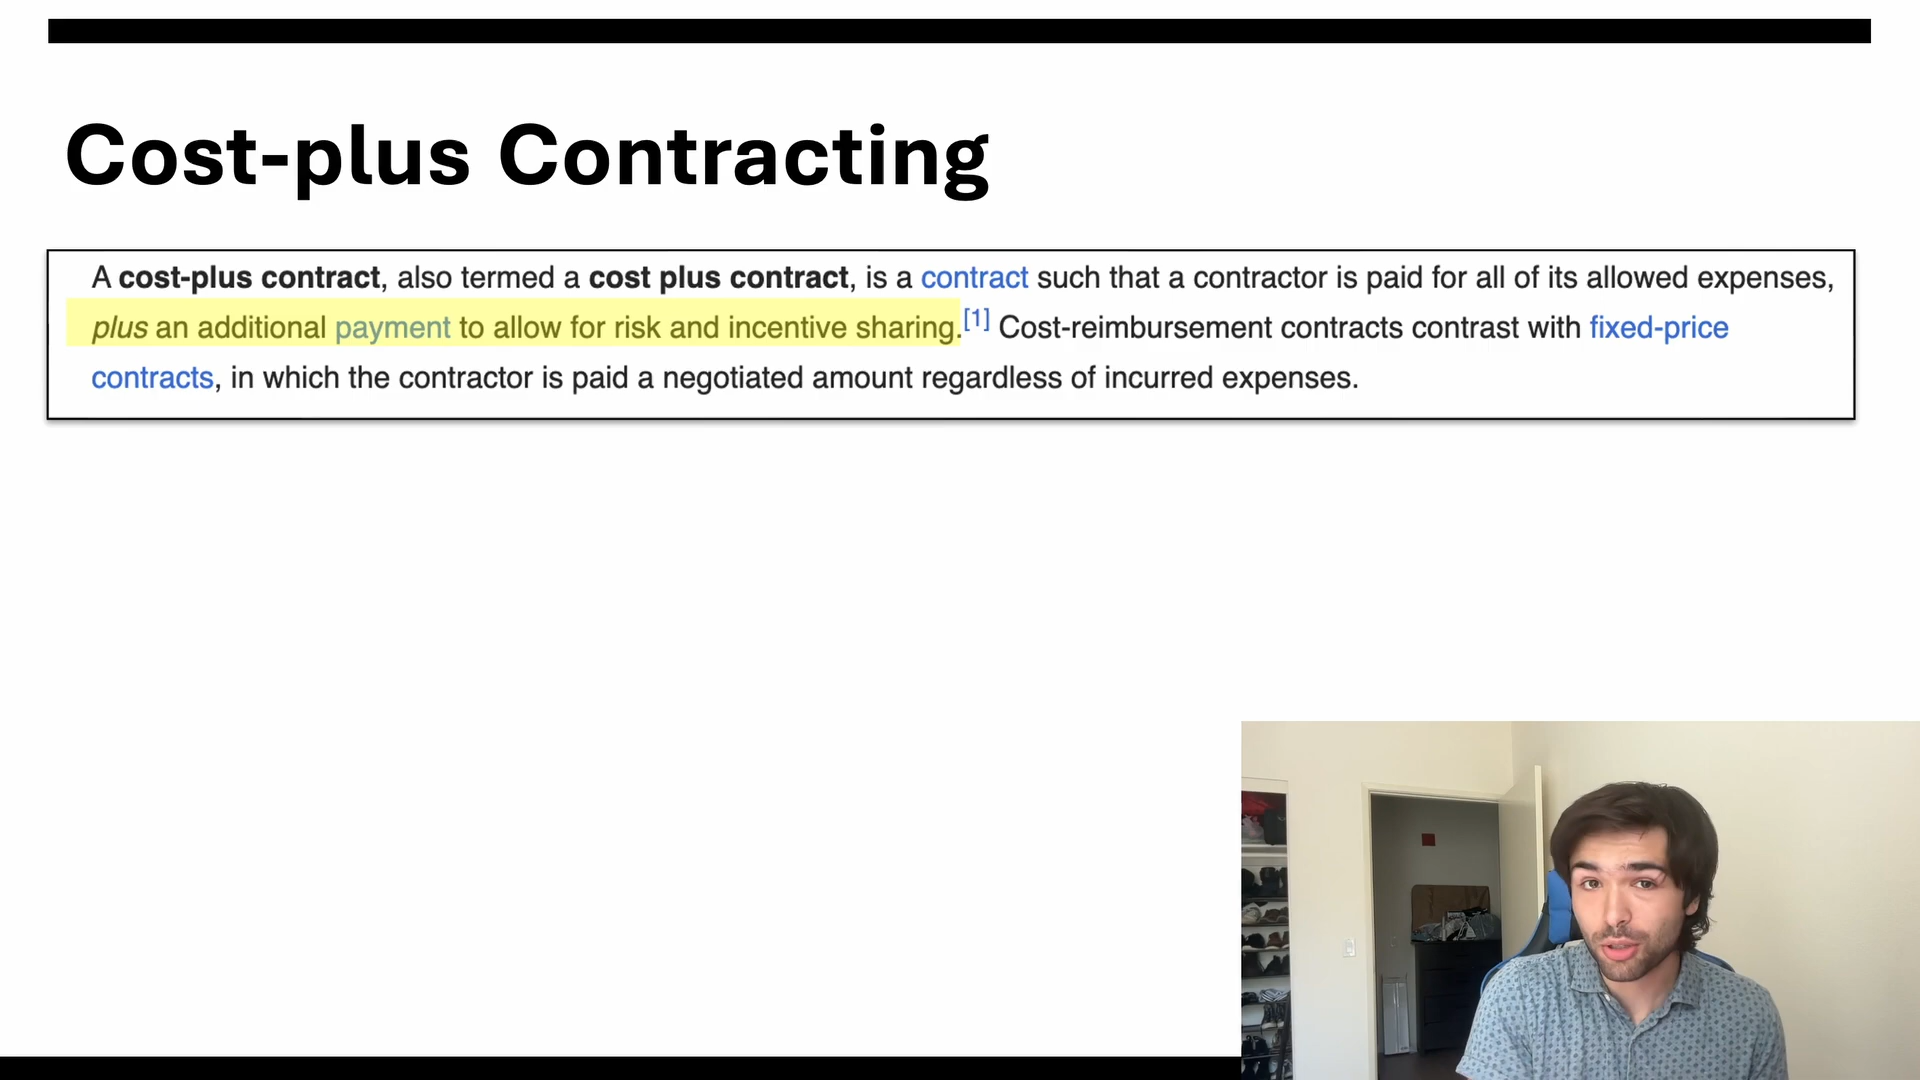 Cost-plus Contracting
A cost-plus contract, also termed a cost plus contract, is a contract such that a contractor is paid for all of its allowed expenses,
plus an additional payment to allow for risk and incentive sharing.[1] Cost-reimbursement contracts contrast with fixed-price
contracts, in which the contractor is paid a negotiated amount regardless of incurred expenses.